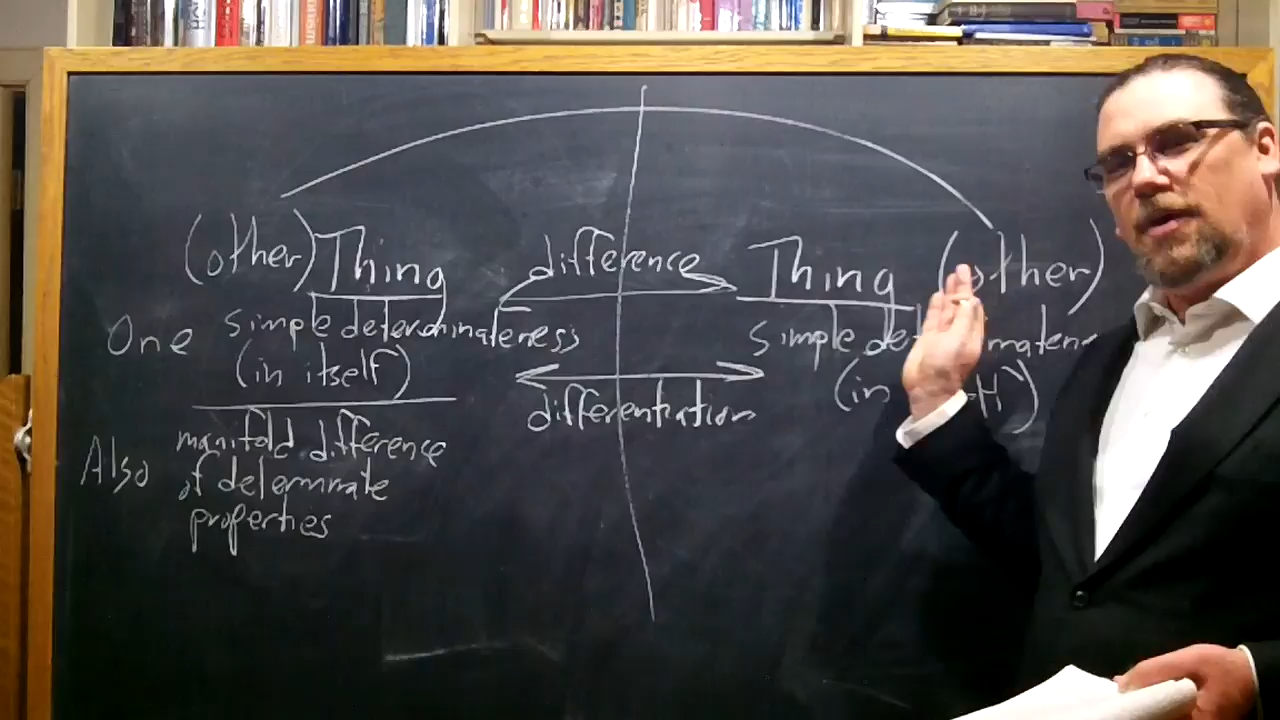 (other) Thing
One simple determinateness
(in itself)
Also manifold difference
of determinate
properties
difference
differentiation
Thing (other)
simple
(in